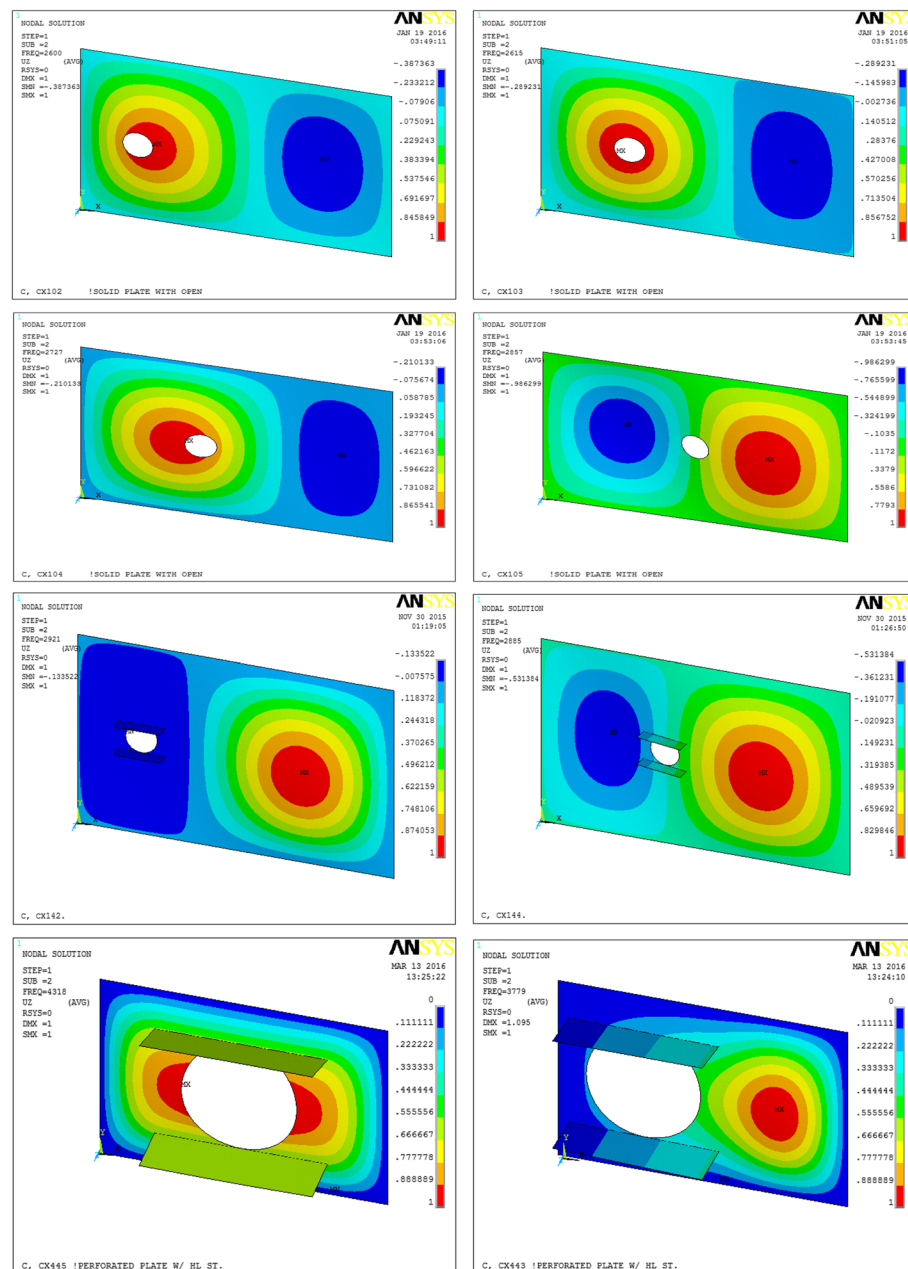 1
ANSYS
NODAL SOLUTION
JAN 19 2016
03:49:11
STEP=1
SUB =2
FREQ=2600
UZ (AVG)
RSYS=0
DMX =1
SMN =-.387363
SMX =1
-.387363
-.233212
-.07906
.075091
.229243
.383394
.537546
.691697
.845849
1
MX
MN
Y
Z
X
C, CX102 !SOLID PLATE WITH OPEN
1
ANSYS
NODAL SOLUTION
JAN 19 2016
03:51:05
STEP=1
SUB =2
FREQ=2615
UZ (AVG)
RSYS=0
DMX =1
SMN =-.289231
SMX =1
-.289231
-.145983
-.002736
.140512
.28376
.427008
.570256
.713504
.856752
1
MX
MN
Y
Z
X
C, CX103 !SOLID PLATE WITH OPEN
1
ANSYS
NODAL SOLUTION
JAN 19 2016
03:53:06
STEP=1
SUB =2
FREQ=2727
UZ (AVG)
RSYS=0
DMX =1
SMN =-.210133
SMX =1
-.210133
-.075674
.058785
.193245
.327704
.462163
.596622
.731082
.865541
1
MX
MN
Y
Z
X
C, CX104 !SOLID PLATE WITH OPEN
1
ANSYS
NODAL SOLUTION
JAN 19 2016
03:53:45
STEP=1
SUB =2
FREQ=2857
UZ (AVG)
RSYS=0
DMX =1
SMN =-.986299
SMX =1
-.986299
-.765599
-.544899
-.324199
-.1035
.1172
.3379
.5586
.7793
1
MN
MX
Y
Z
X
C, CX105 !SOLID PLATE WITH OPEN
1
ANSYS
NODAL SOLUTION
NOV 30 2015
01:19:05
STEP=1
SUB =2
FREQ=2921
UZ (AVG)
RSYS=0
DMX =1
SMN =-.133522
SMX =1
-.133522
-.007575
.118372
.244318
.370265
.496212
.622159
.748106
.874053
1
MN
MX
Y
Z
X
C, CX142.
1
ANSYS
NODAL SOLUTION
NOV 30 2015
01:26:50
STEP=1
SUB =2
FREQ=2885
UZ (AVG)
RSYS=0
DMX =1
SMN =-.531384
SMX =1
-.531384
-.361231
-.191077
-.020923
.149231
.319385
.489539
.659692
.829846
1
MN
MX
Y
Z
X
C, CX144.
1
ANSYS
NODAL SOLUTION
MAR 13 2016
13:25:22
STEP=1
SUB =2
FREQ=4318
UZ (AVG)
RSYS=0
DMX =1
SMX =1
0
.111111
.222222
.333333
.444444
.555556
.666667
.777778
.888889
1
MX
MN
Y
Z
C, CX445 !PERFORATED PLATE W/ HL ST.
1
ANSYS
NODAL SOLUTION
MAR 13 2016
13:24:10
STEP=1
SUB =2
FREQ=3779
UZ (AVG)
RSYS=0
DMX =1.095
SMX =1
0
.111111
.222222
.333333
.444444
.555556
.666667
.777778
.888889
1
MX
MN
Y
Z
C, CX443 !PERFORATED PLATE W/ HL ST.